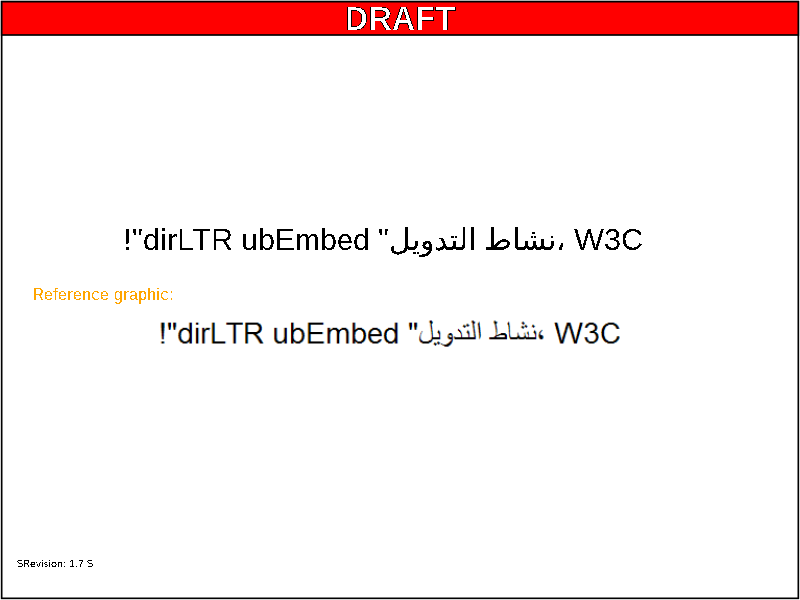 DRAFT
!"dirLTR ubEmbed "نشاط التدويل، W3C
Reference graphic:
!"dirLTR ubEmbed "نشاط التدويل، W3C
SRevision: 1.7 S